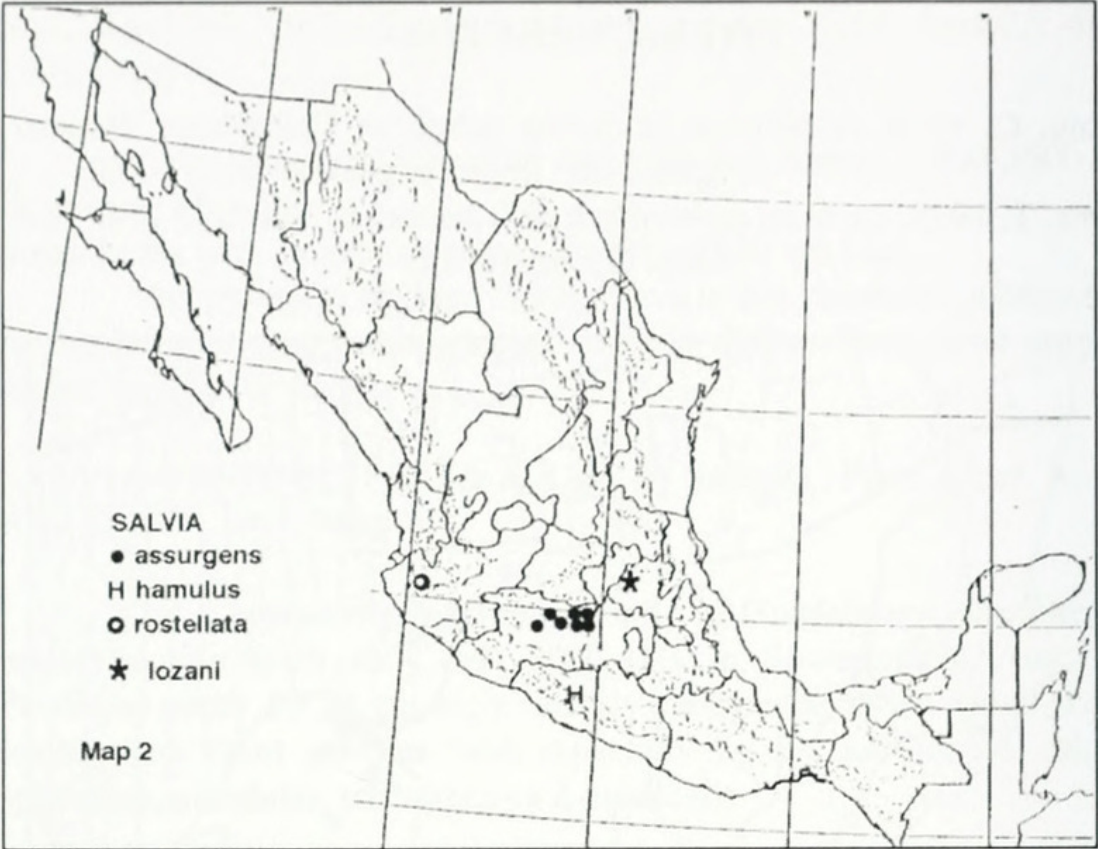 SALVIA
● assurgens
H hamulus
○ rostellata
★ lozani
H
Map 2